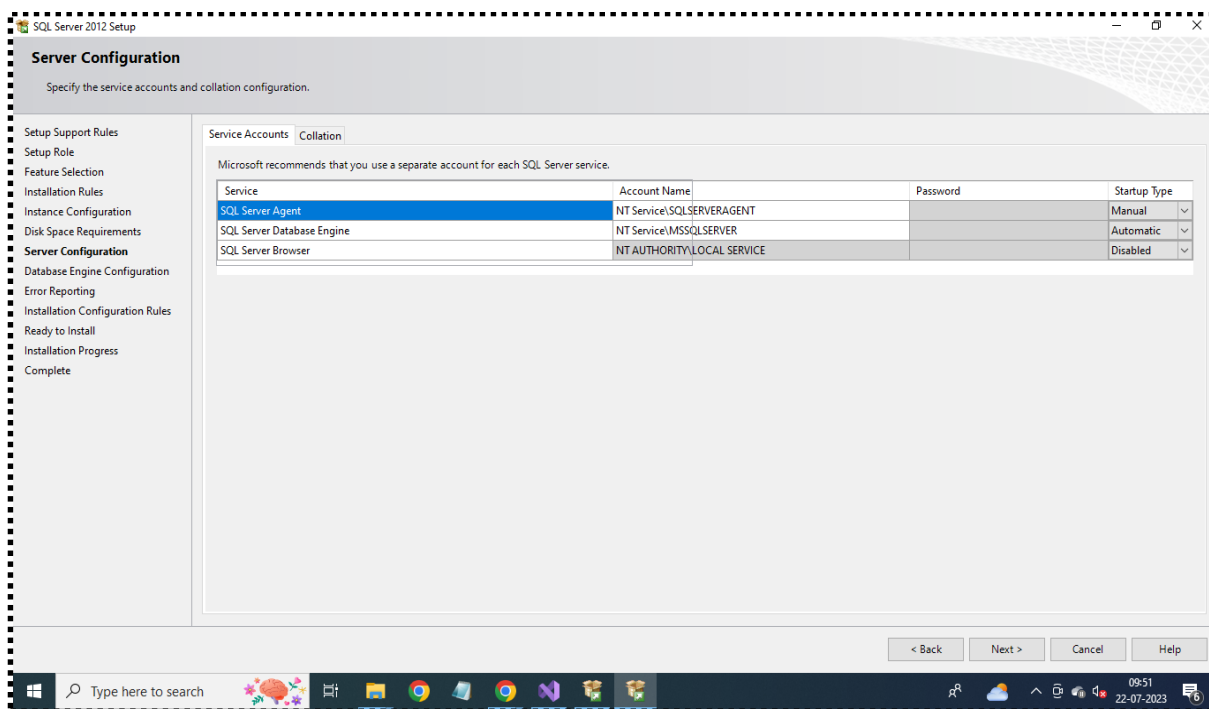 SQL Server 2012 Setup
Server Configuration
Specify the service accounts and collation configuration.
Setup Support Rules
Setup Role
Feature Selection
Installation Rules
Instance Configuration
Disk Space Requirements
Server Configuration
Database Engine Configuration
Error Reporting
Installation Configuration Rules
Ready to Install
Installation Progress
Complete
Service Accounts Collation
Microsoft recommends that you use a separate account for each SQL Server service.
Service Account Name Password Startup Type
SQL Server Agent NT Service\SQLSERVERAGENT Manual
SQL Server Database Engine NT Service\MSSQLSERVER Automatic
SQL Server Browser NT AUTHORITY\LOCAL SERVICE Disabled
< Back Next > Cancel Help
Type here to search
09:51
22-07-2023
6